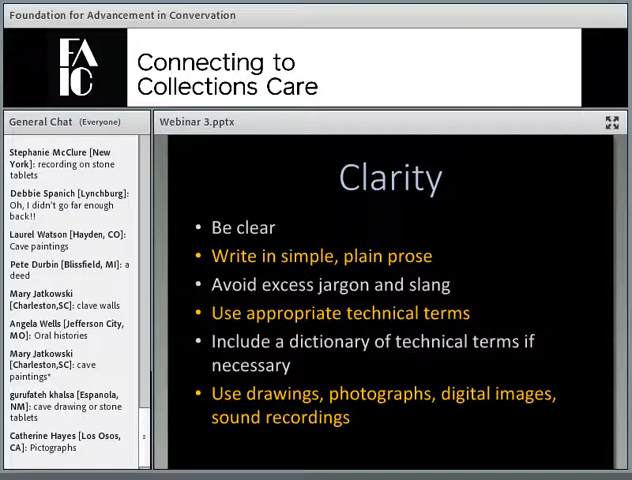 Foundation for Advancement in Convervation
FA
IC
Connecting to
Collections Care
General Chat (Everyone)
Stephanie McClure [New
York]: recording on stone
tablets
Debbie Spanich [Lynchburg]:
Oh, I didn't go far enough
back!!
Laurel Watson [Hayden, CO]:
Cave paintings
Pete Durbin [Blissfield, MI]: a
deed
Mary Jatkowski
[Charleston,SC]: clave walls
Angela Wells [Jefferson City,
MO]: Oral histories
Mary Jatkowski
[Charleston,SC]: cave
paintings*
gurufateh khalsa [Espanola,
NM]: cave drawing or stone
tablets
Catherine Hayes [Los Osos,
CA]: Pictographs
Webinar 3.pptx
Clarity
• Be clear
• Write in simple, plain prose
• Avoid excess jargon and slang
• Use appropriate technical terms
• Include a dictionary of technical terms if
necessary
• Use drawings, photographs, digital images,
sound recordings